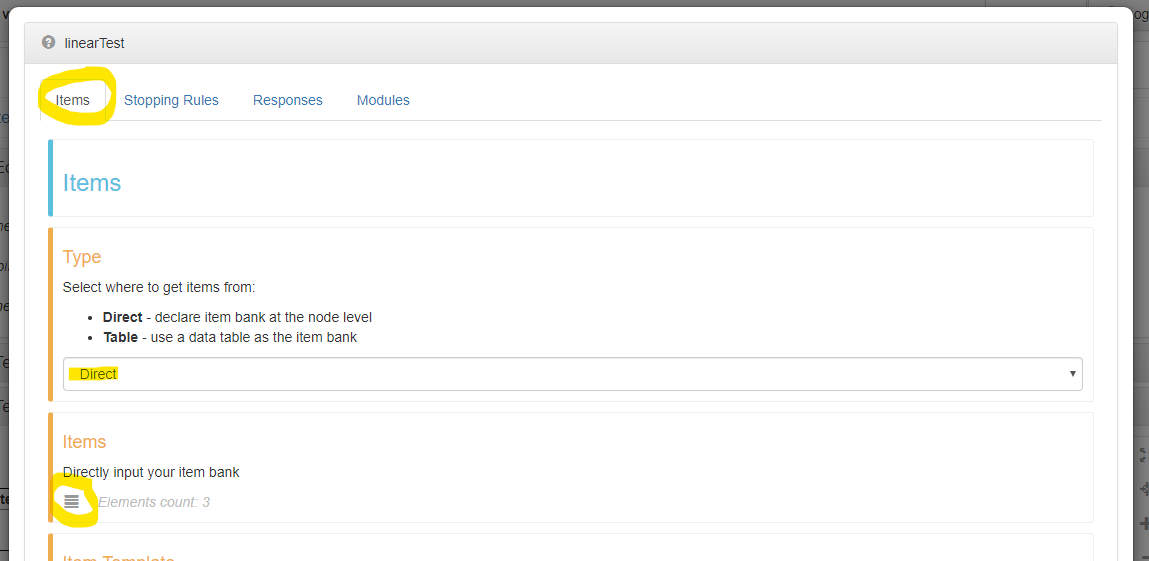 linearTest
Items
Stopping Rules
Responses
Modules
Items
Type
Select where to get items from:
Direct - declare item bank at the node level
Table - use a data table as the item bank
Direct
Items
Directly input your item bank
Elements count: 3
Item Template